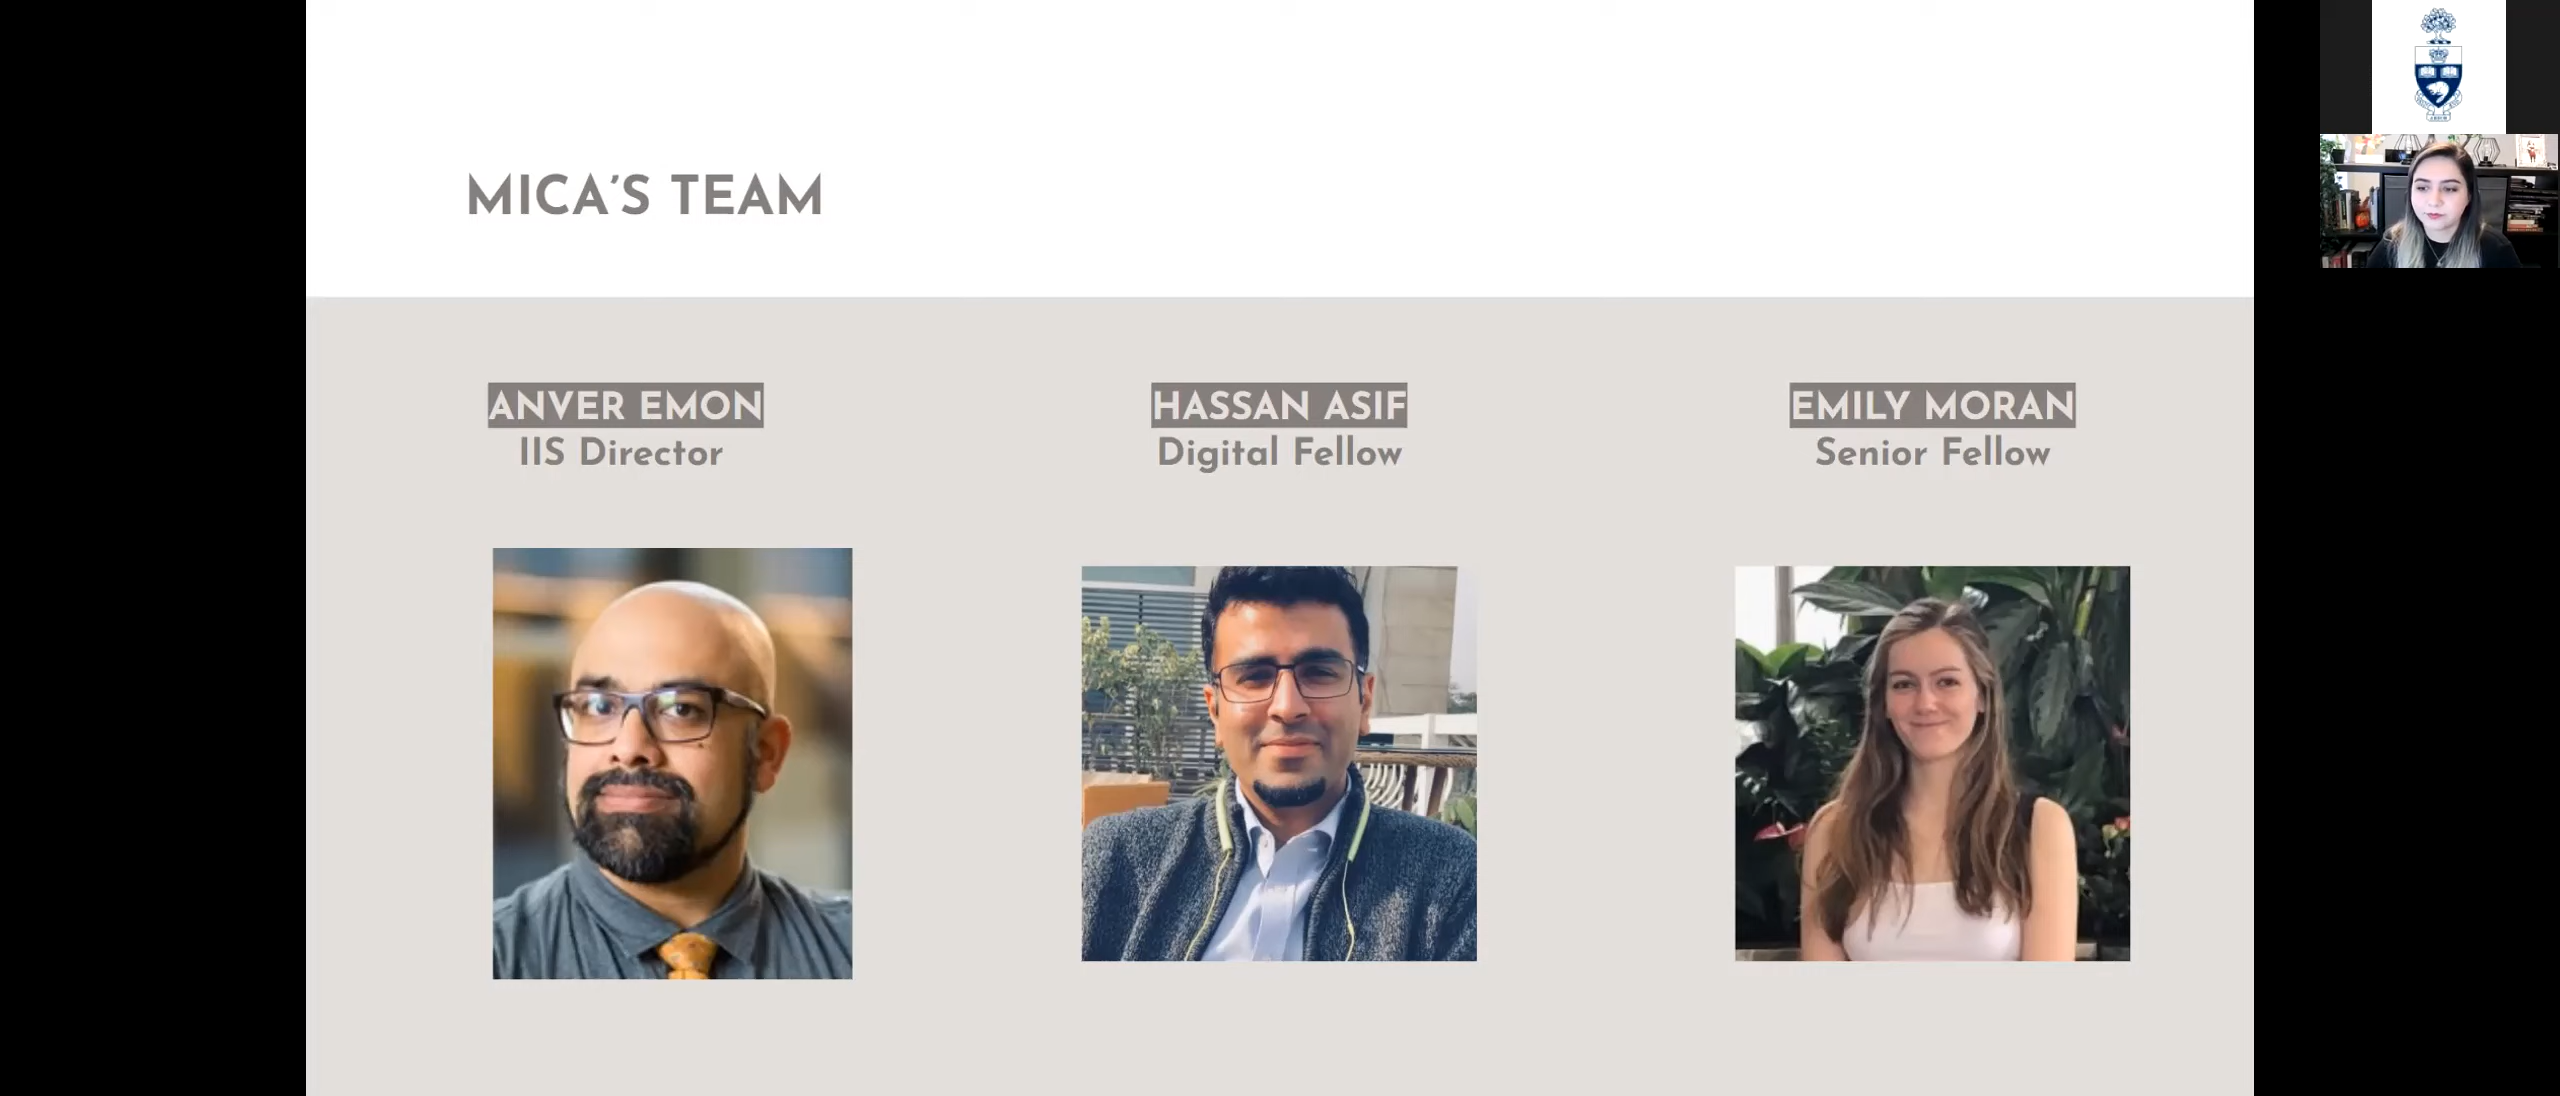 MICA'S TEAM
ANVER EMON
IIS Director
HASSAN ASIF
Digital Fellow
EMILY MORAN
Senior Fellow